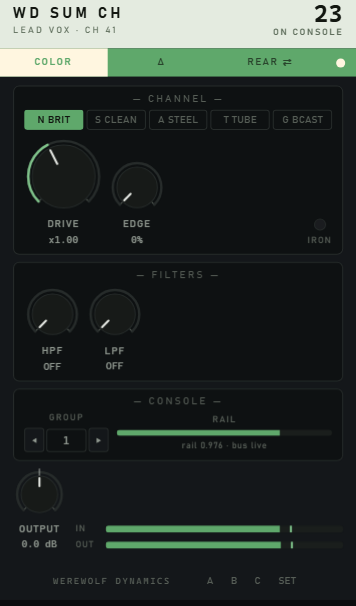 WD SUM CH 23
LEAD VOX · CH 41 ON CONSOLE
COLOR Δ REAR ⇄
— CHANNEL —
N BRIT S CLEAN A STEEL T TUBE G BCAST
DRIVE EDGE
x1.00 0% IRON
— FILTERS —
HPF LPF
OFF OFF
— CONSOLE —
GROUP RAIL
◂ 1 ▸
rail 0.976 · bus live
OUTPUT IN
0.0 dB OUT
WEREWOLF DYNAMICS A B C SET